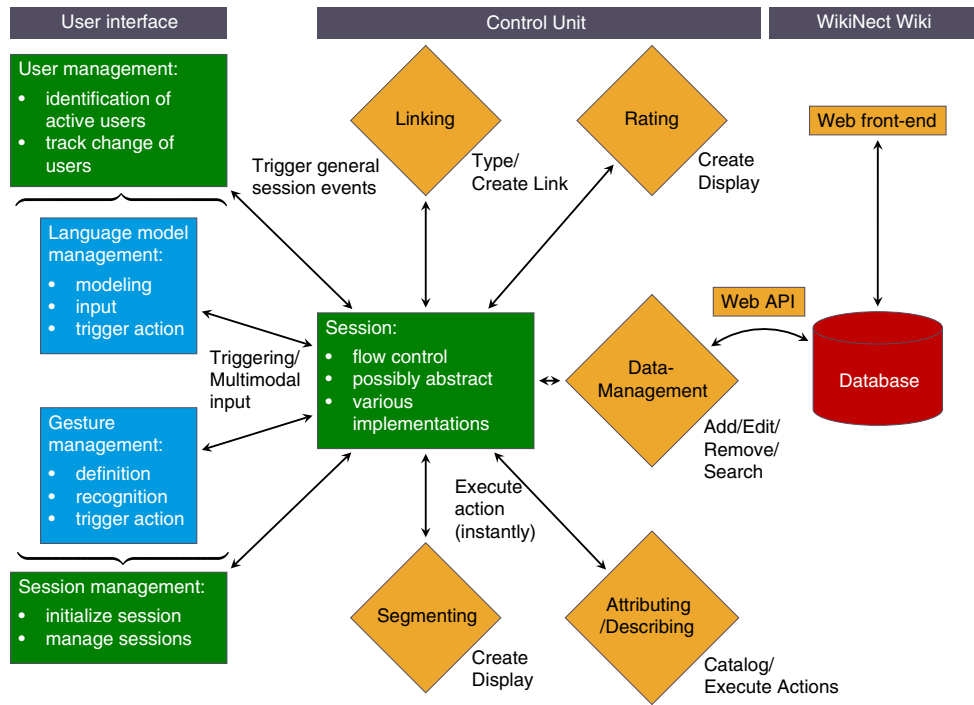 User interface
Control Unit
WikiNect Wiki
User management:
• identification of
active users
• track change of
users
Language model
management:
• modeling
• input
• trigger action
Gesture
management:
• definition
• recognition
• trigger action
Session management:
• initialize session
• manage sessions
Trigger general
session events
Triggering/
Multimodal
input
Linking
Type/
Create Link
Rating
Create
Display
Session:
• flow control
• possibly abstract
• various
implementations
Data-
Management
Add/Edit/
Remove/
Search
Execute
action
(instantly)
Segmenting
Create
Display
Attributing
/Describing
Catalog/
Execute Actions
Web front-end
Web API
Database